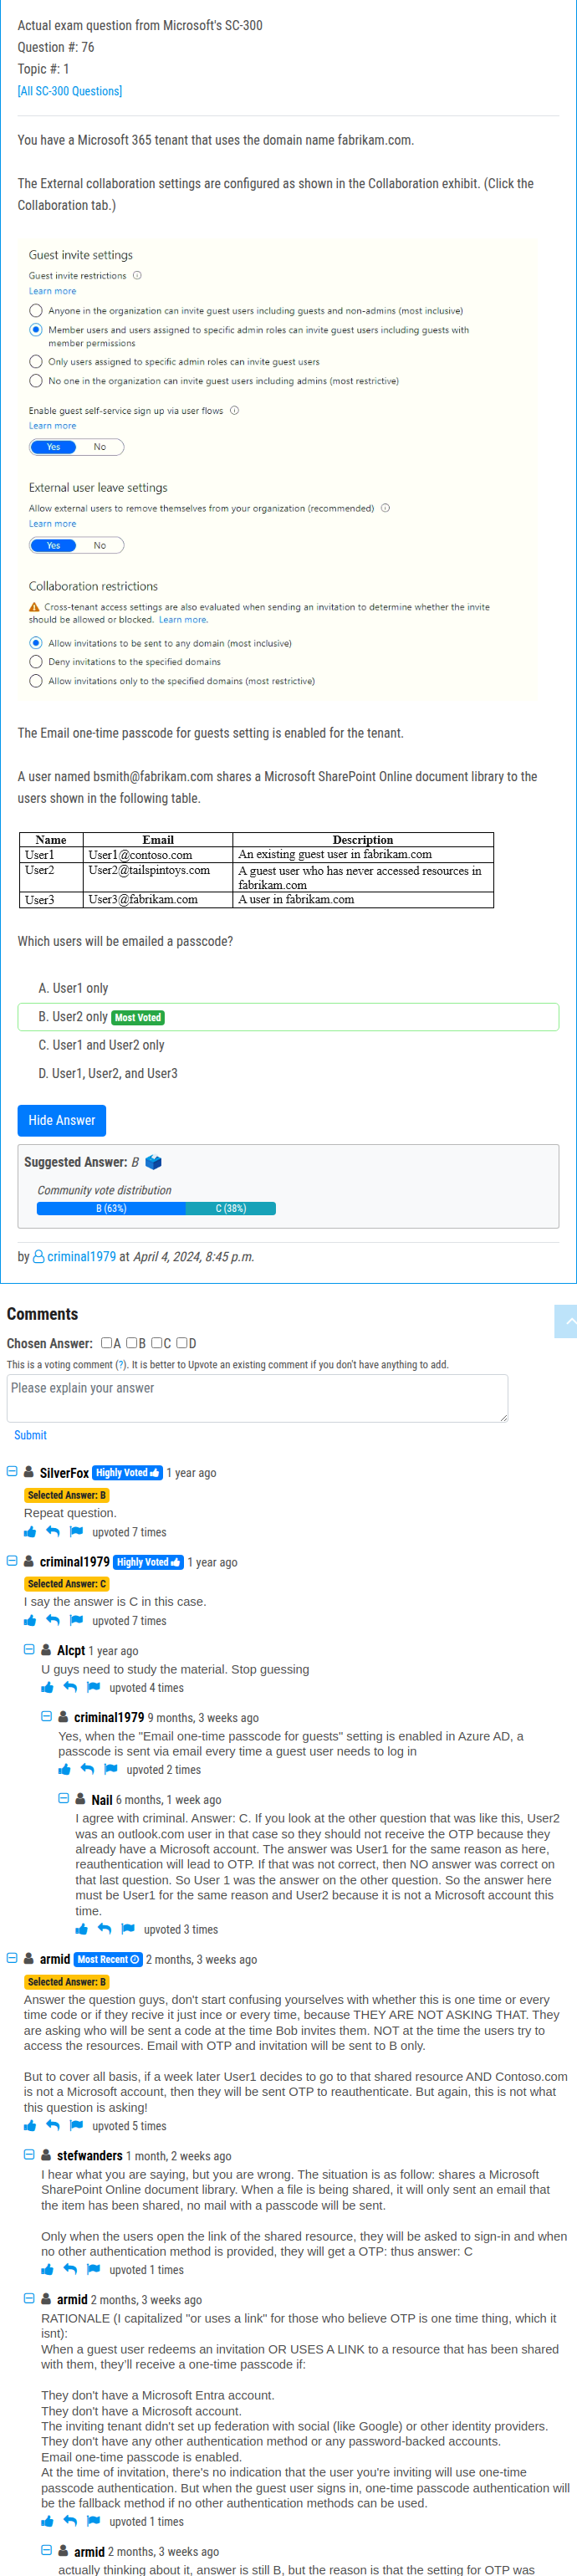 Actual exam question from Microsoft's SC-300
Question #: 76
Topic #: 1
[All SC-300 Questions]
You have a Microsoft 365 tenant that uses the domain name fabrikam.com.
The External collaboration settings are configured as shown in the Collaboration exhibit. (Click the
Collaboration tab.)
Guest invite settings
Guest invite restrictions
Learn more
Anyone in the organization can invite guest users including guests and non-admins (most inclusive)
Member users and users assigned to specific admin roles can invite guest users including guests with
member permissions
Only users assigned to specific admin roles can invite guest users
No one in the organization can invite guest users including admins (most restrictive)
Enable guest self-service sign up via user flows
Learn more
Yes No
External user leave settings
Allow external users to remove themselves from your organization (recommended)
Learn more
Yes No
Collaboration restrictions
Cross-tenant access settings are also evaluated when sending an invitation to determine whether the invite
should be allowed or blocked. Learn more.
Allow invitations to be sent to any domain (most inclusive)
Deny invitations to the specified domains
Allow invitations only to the specified domains (most restrictive)
The Email one-time passcode for guests setting is enabled for the tenant.
A user named bsmith@fabrikam.com shares a Microsoft SharePoint Online document library to the
users shown in the following table.
Name Email Description
User1 User1@contoso.com An existing guest user in fabrikam.com
User2 User2@tailspintoys.com A guest user who has never accessed resources in
fabrikam.com
User3 User3@fabrikam.com A user in fabrikam.com
Which users will be emailed a passcode?
A. User1 only
B. User2 only Most Voted
C. User1 and User2 only
D. User1, User2, and User3
Hide Answer
Suggested Answer: B
Community vote distribution
B (63%) C (38%)
by criminal1979 at April 4, 2024, 8:45 p.m.
Comments
Chosen Answer: A B C D
This is a voting comment (?). It is better to Upvote an existing comment if you don't have anything to add.
Please explain your answer
Submit
SilverFox Highly Voted 1 year ago
Selected Answer: B
Repeat question.
upvoted 7 times
criminal1979 Highly Voted 1 year ago
Selected Answer: C
I say the answer is C in this case.
upvoted 7 times
Alcpt 1 year ago
U guys need to study the material. Stop guessing
upvoted 4 times
criminal1979 9 months, 3 weeks ago
Yes, when the "Email one-time passcode for guests" setting is enabled in Azure AD, a
passcode is sent via email every time a guest user needs to log in
upvoted 2 times
Nail 6 months, 1 week ago
I agree with criminal. Answer: C. If you look at the other question that was like this, User2
was an outlook.com user in that case so they should not receive the OTP because they
already have a Microsoft account. The answer was User1 for the same reason as here,
reauthentication will lead to OTP. If that was not correct, then NO answer was correct on
that last question. So User 1 was the answer on the other question. So the answer here
must be User1 for the same reason and User2 because it is not a Microsoft account this
time.
upvoted 3 times
armid Most Recent 2 months, 3 weeks ago
Selected Answer: B
Answer the question guys, don't start confusing yourselves with whether this is one time or every
time code or if they recive it just ince or every time, because THEY ARE NOT ASKING THAT. They
are asking who will be sent a code at the time Bob invites them. NOT at the time the users try to
access the resources. Email with OTP and invitation will be sent to B only.
But to cover all basis, if a week later User1 decides to go to that shared resource AND Contoso.com
is not a Microsoft account, then they will be sent OTP to reauthenticate. But again, this is not what
this question is asking!
upvoted 5 times
stefwanders 1 month, 2 weeks ago
I hear what you are saying, but you are wrong. The situation is as follow: shares a Microsoft
SharePoint Online document library. When a file is being shared, it will only sent an email that
the item has been shared, no mail with a passcode will be sent.
Only when the users open the link of the shared resource, they will be asked to sign-in and when
no other authentication method is provided, they will get a OTP: thus answer: C
upvoted 1 times
armid 2 months, 3 weeks ago
RATIONALE (I capitalized "or uses a link" for those who believe OTP is one time thing, which it
isnt):
When a guest user redeems an invitation OR USES A LINK to a resource that has been shared
with them, they'll receive a one-time passcode if:
They don't have a Microsoft Entra account.
They don't have a Microsoft account.
The inviting tenant didn't set up federation with social (like Google) or other identity providers.
They don't have any other authentication method or any password-backed accounts.
Email one-time passcode is enabled.
At the time of invitation, there's no indication that the user you're inviting will use one-time
passcode authentication. But when the guest user signs in, one-time passcode authentication will
be the fallback method if no other authentication methods can be used.
upvoted 1 times
armid 2 months, 3 weeks ago
actually thinking about it, answer is still B, but the reason is that the setting for OTP was